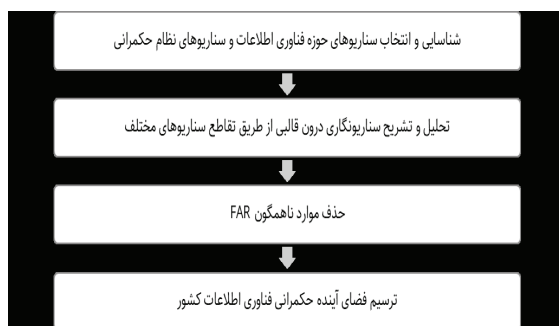 شناسایی و انتخاب سناریوهای حوزه فناوری اطلاعات و سناریوهای نظام حکمرانی
تحلیل و تشریح سناریونگاری درون قالبی از طریق تقاطع سناریوهای مختلف
حذف موارد ناهمگون FAR
ترسیم فضای آینده حکمرانی فناوری اطلاعات کشور